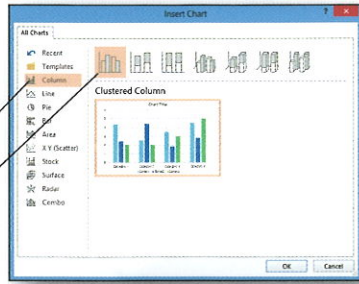 Insert Chart
? ×
All Charts
Recent
Templates
Column
Line
Pie
Bar
Area
X Y (Scatter)
Stock
Surface
Radar
Combo
Clustered Column
Chart Title
OK
Cancel